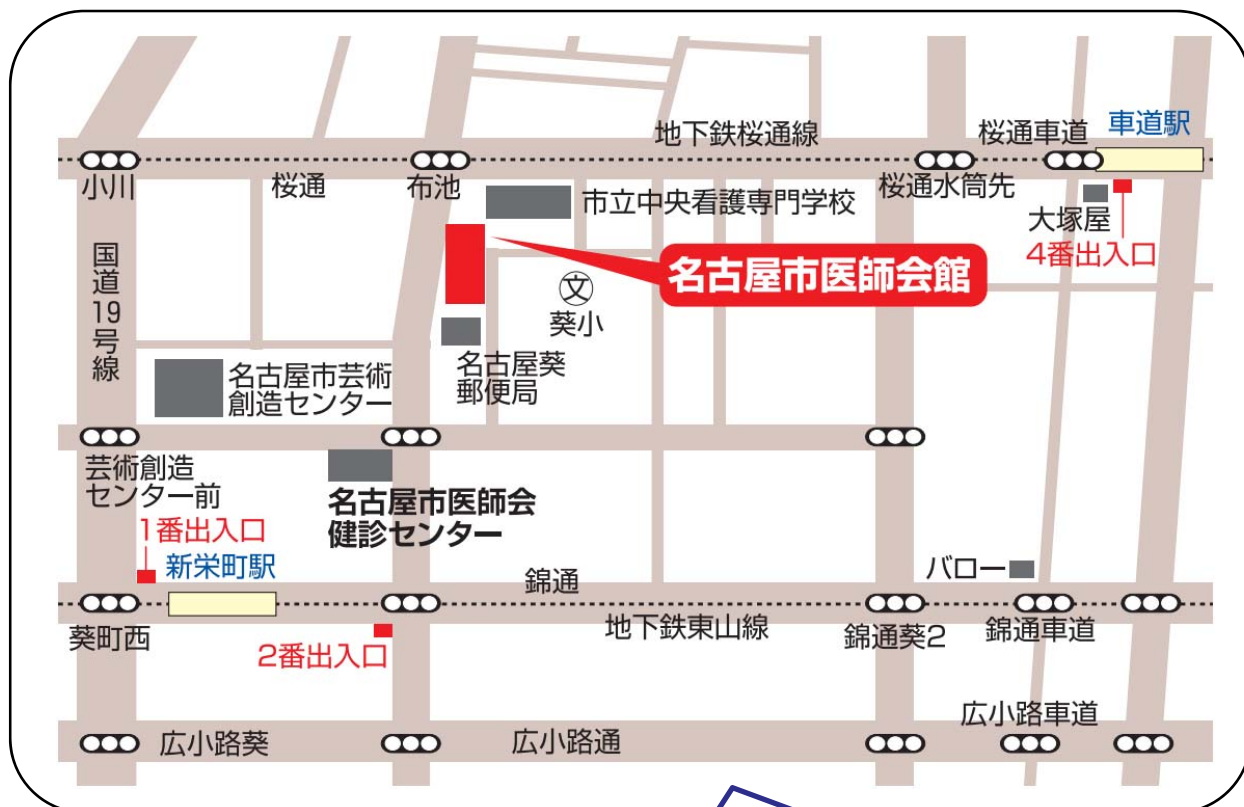 地下鉄桜通線
桜通車道
車道駅
小川
桜通
布池
桜通水筒先
市立中央看護専門学校
大塚屋
4番出入口
名古屋市医師会館
国道19号線
文
葵小
名古屋葵
郵便局
名古屋市芸術
創造センター
芸術創造
センター前
名古屋市医師会
健診センター
1番出入口
新栄町駅
錦通
バロー
葵町西
2番出入口
地下鉄東山線
錦通葵2
錦通車道
広小路葵
広小路通
広小路車道